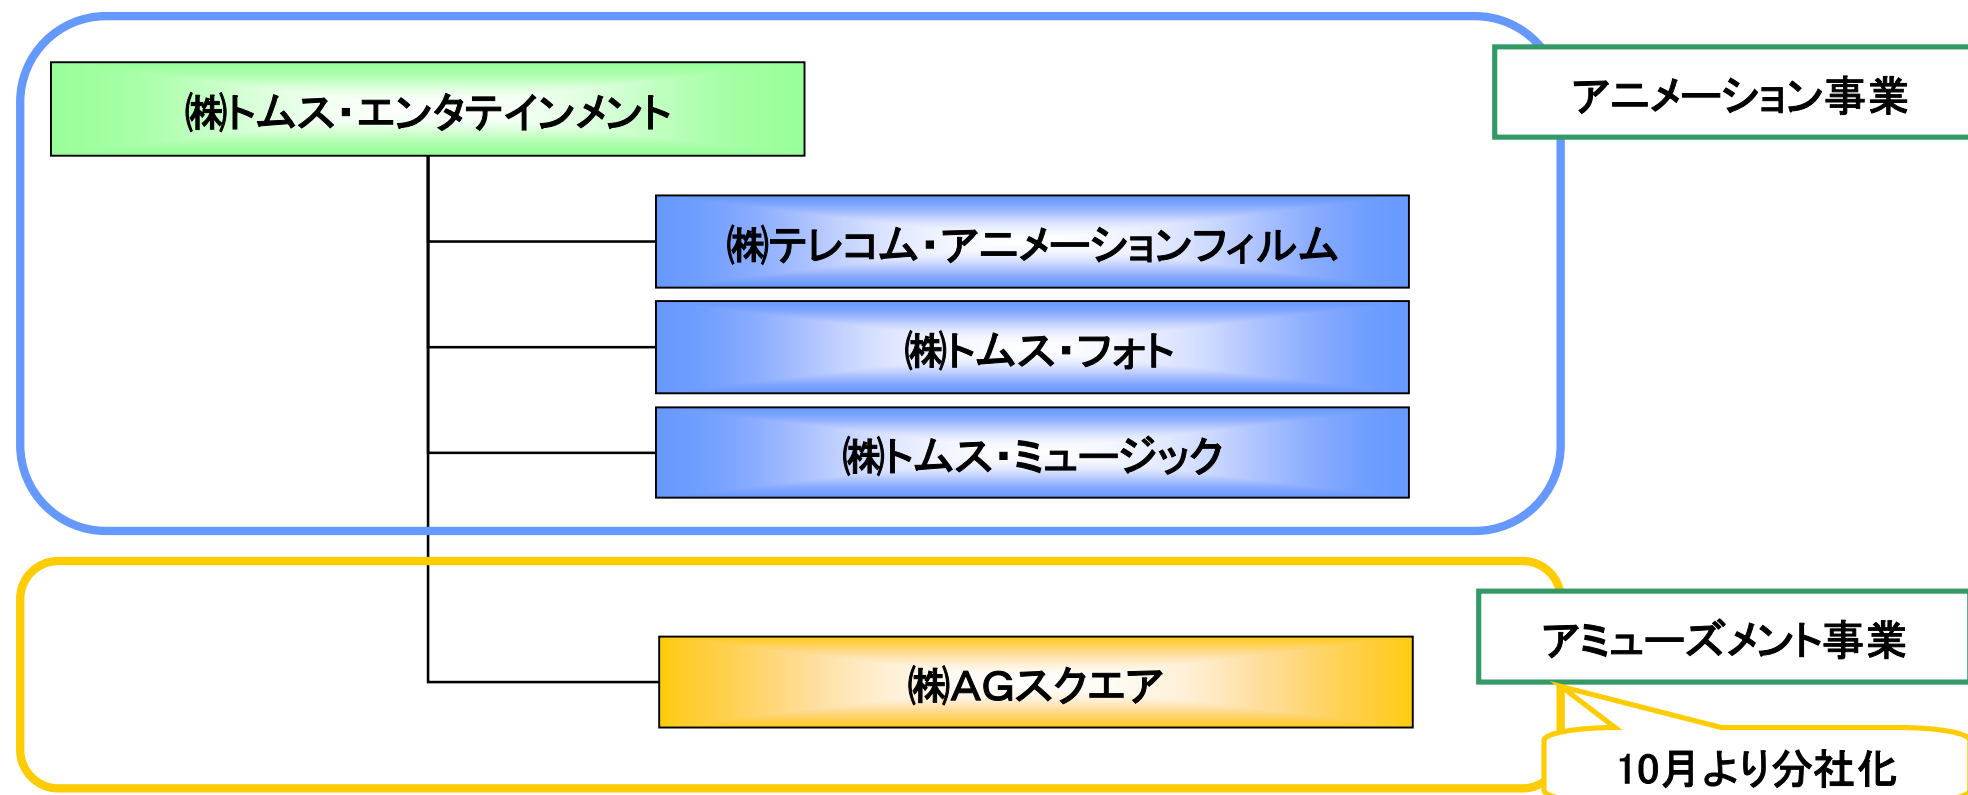 ㈱トムス・エンタテインメント
アニメーション事業
㈱テレコム・アニメーションフィルム
㈱トムス・フォト
㈱トムス・ミュージック
アミューズメント事業
㈱AGスクエア
10月より分社化